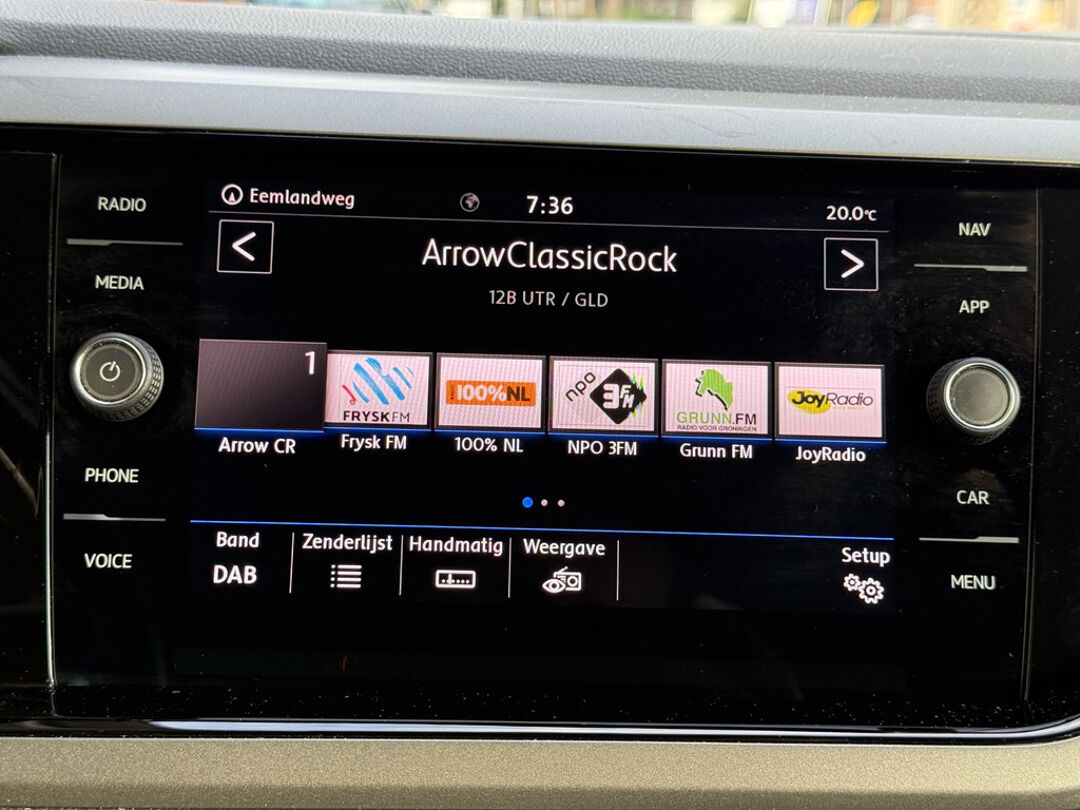 RADIO
MEDIA
PHONE
VOICE
Eemlandweg
7:36
20.0°C
<
ArrowClassicRock
>
12B UTR / GLD
1
FRYSK FM
RADIO 100%NL
npo 3FM
GRUNN.FM
RADIO VOOR GRONINGEN
JoyRadio
Arrow CR
Frysk FM
100% NL
NPO 3FM
Grunn FM
JoyRadio
Band
DAB
Zenderlijst
Handmatig
Weergave
Setup
NAV
APP
CAR
MENU